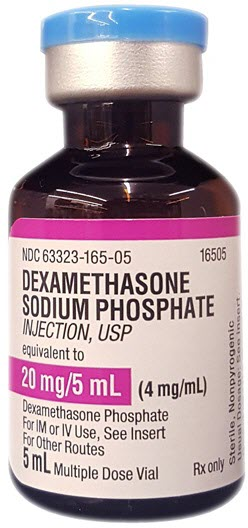 NDC 63323-165-05 16505
DEXAMETHASONE
SODIUM PHOSPHATE
INJECTION, USP
equivalent to
20 mg/5 mL (4 mg/mL)
Dexamethasone Phosphate
For IM or IV Use, See Insert
For Other Routes
5 mL Multiple Dose Vial Rx only
Sterile, Nonpyrogenic
Usual Dosage: See insert.